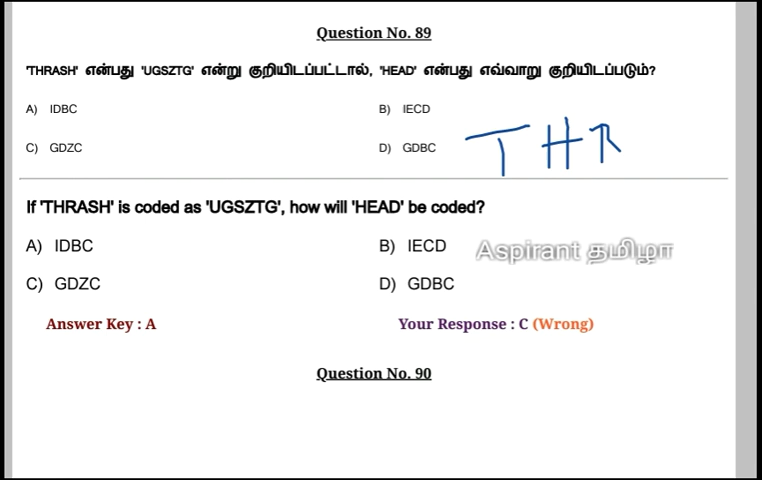 Question No. 89
'THRASH' என்பது 'UGSZTG' என்று குறியிடப்பட்டால், 'HEAD' என்பது எவ்வாறு குறியிடப்படும்?
A) IDBC B) IECD
C) GDZC D) GDBC
T H R
If 'THRASH' is coded as 'UGSZTG', how will 'HEAD' be coded?
A) IDBC B) IECD
Aspirant தமிழா
C) GDZC D) GDBC
Answer Key : A Your Response : C (Wrong)
Question No. 90